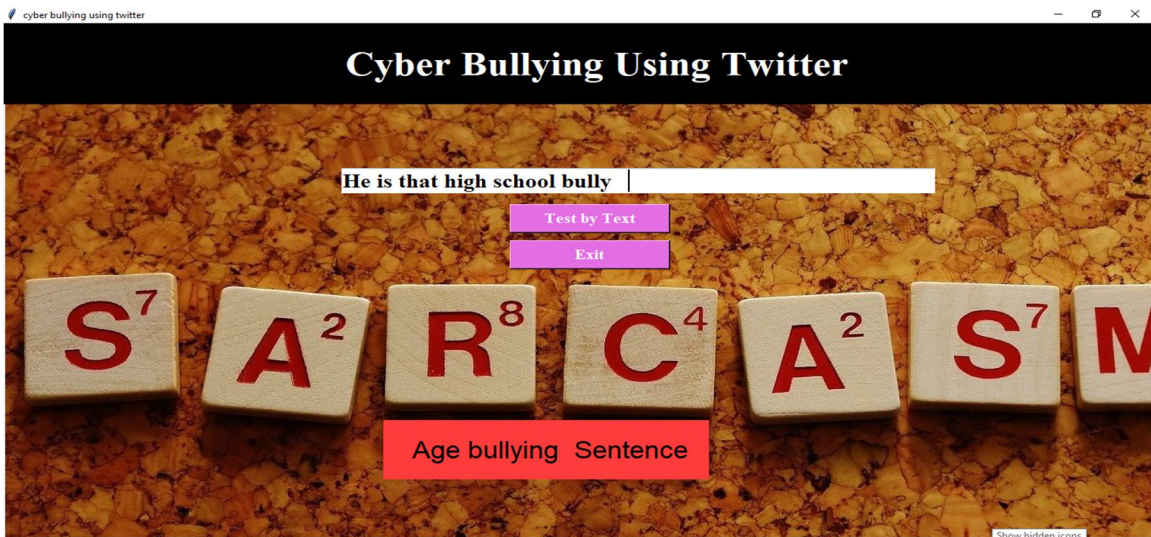 cyber bullying using twitter
Cyber Bullying Using Twitter
He is that high school bully
Test by Text
Exit
S7 A2 R8 C4 A2 S7 M
Age bullying Sentence
Show hidden icons